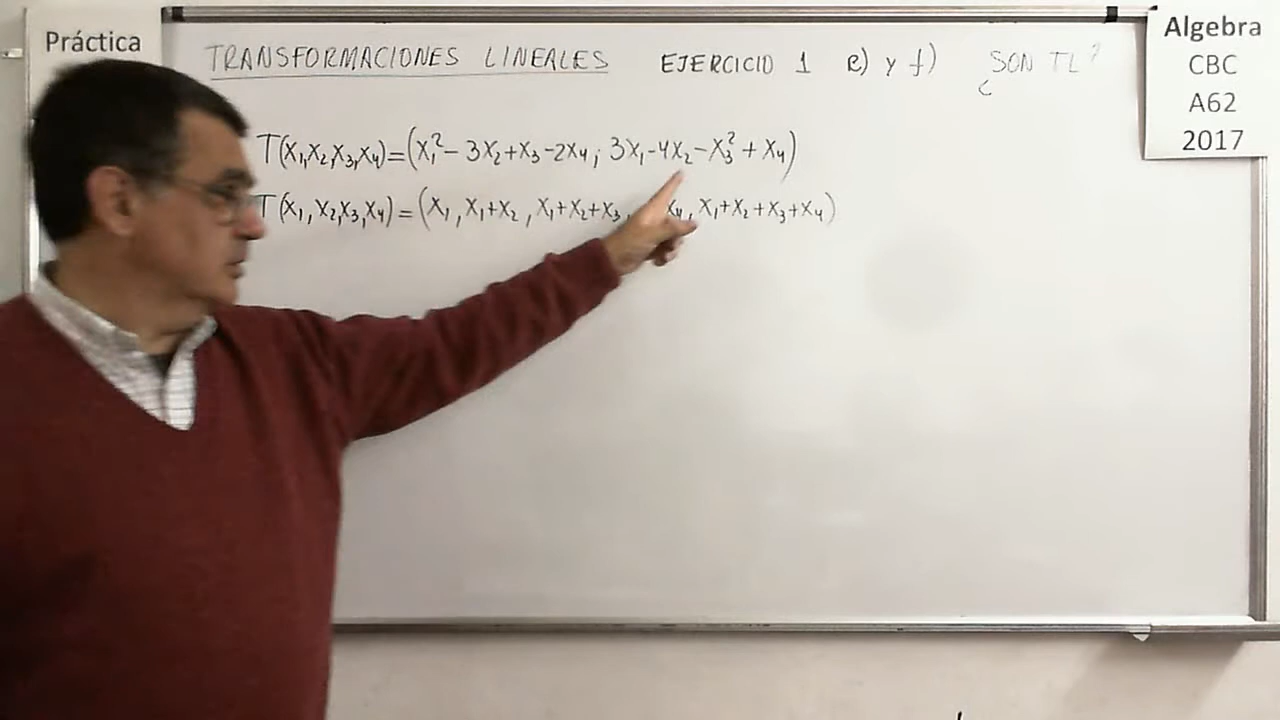 Práctica
TRANSFORMACIONES LINEALES EJERCICIO 1 e) y f) ¿SON TL?
T(x₁,x₂,x₃,x₄)=(x₁²-3x₂+x₃-2x₄; 3x₁-4x₂-x₃²+x₄)
T(x₁,x₂,x₃,x₄)=(x₁,x₁+x₂,x₁+x₂+x₃, x₄,x₁+x₂+x₃+x₄)
Algebra
CBC
A62
2017